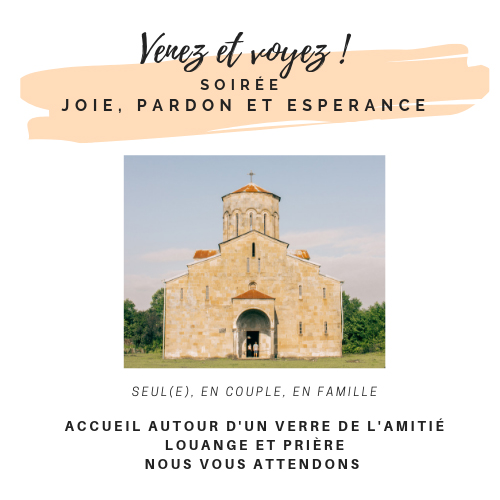 Venez et voyez !
SOIRÉE
JOIE, PARDON ET ESPERANCE
SEUL(E), EN COUPLE, EN FAMILLE
ACCUEIL AUTOUR D'UN VERRE DE L'AMITIÉ
LOUANGE ET PRIÈRE
NOUS VOUS ATTENDONS